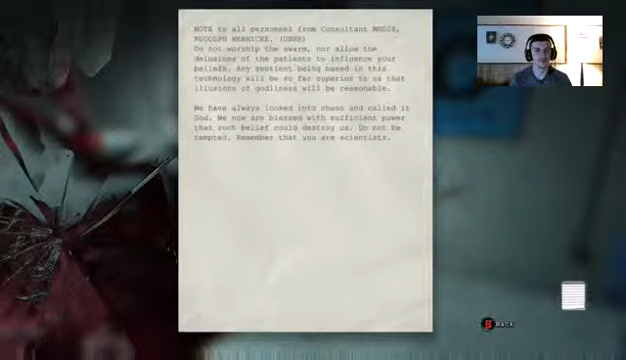 NOTE to all personnel from Consultant MH008,
RUDOLPH WERNICKE. (OBEH)
Do not worship the swarm, nor allow the
delusions of the patients to influence your
beliefs. Any sentient being based in this
technology will be so far superior to us that
illusions of godliness will be reasonable.
We have always looked into chaos and called it
God. We now are blessed with sufficient power
that such belief could destroy us. Do not be
tempted. Remember that you are scientists.
B Back